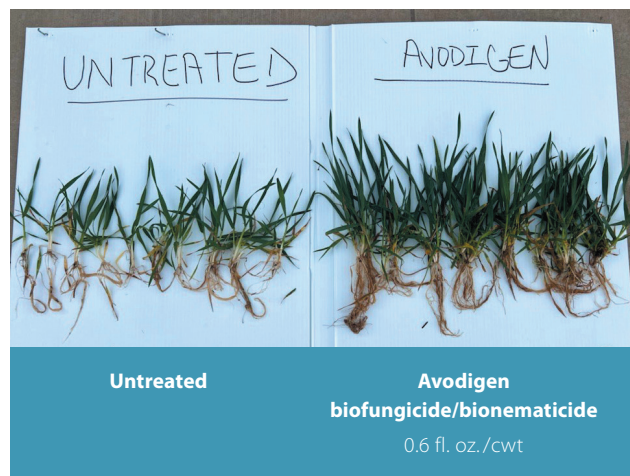 UNTREATED
AVODIGEN
Untreated
Avodigen
biofungicide/bionematicide
0.6 fl. oz./cwt